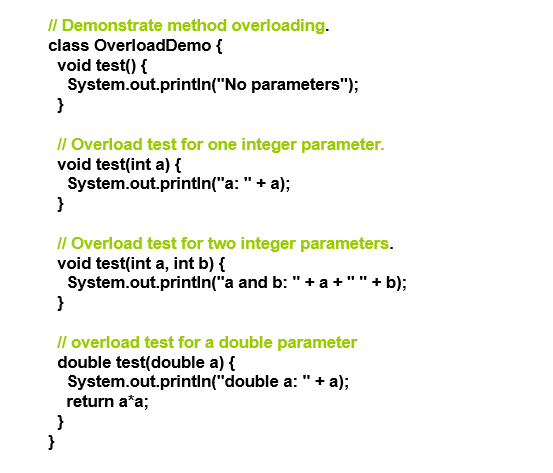 // Demonstrate method overloading.
class OverloadDemo {
void test() {
System.out.println("No parameters");
}
// Overload test for one integer parameter.
void test(int a) {
System.out.println("a: " + a);
}
// Overload test for two integer parameters.
void test(int a, int b) {
System.out.println("a and b: " + a + " " + b);
}
// overload test for a double parameter
double test(double a) {
System.out.println("double a: " + a);
return a*a;
}
}